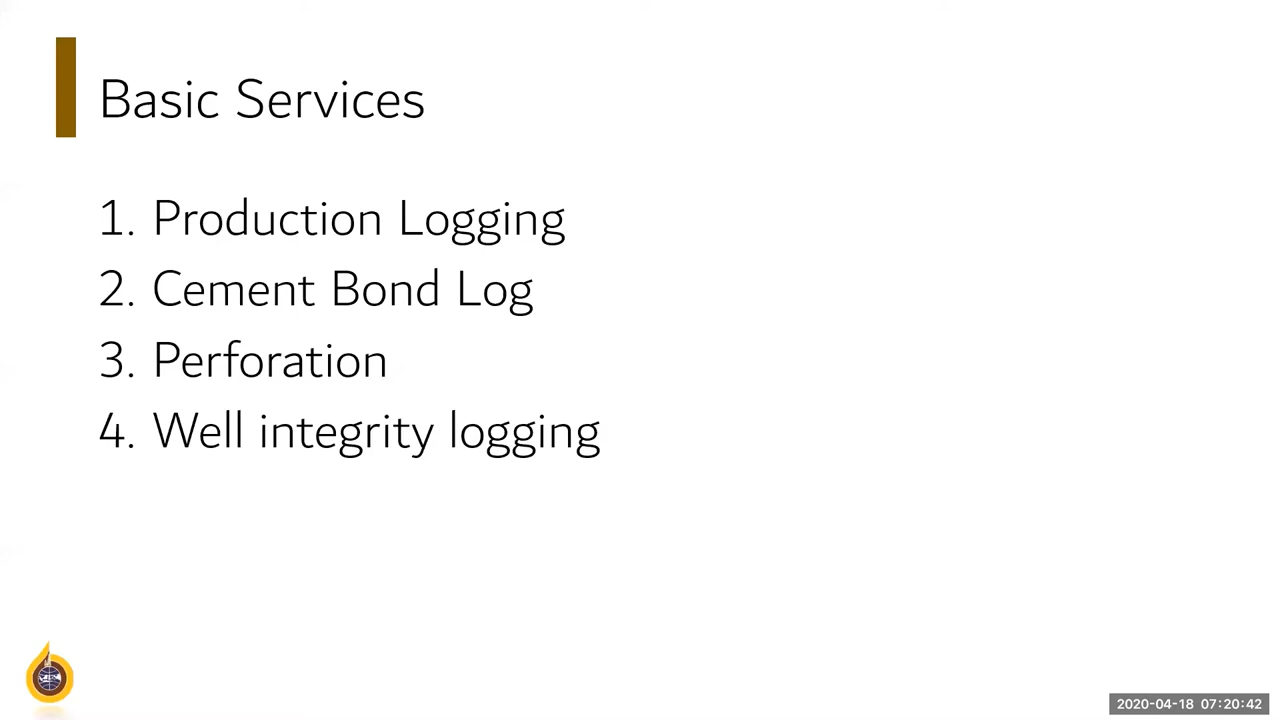 Basic Services
1. Production Logging
2. Cement Bond Log
3. Perforation
4. Well integrity logging
2020-04-18 07:20:42